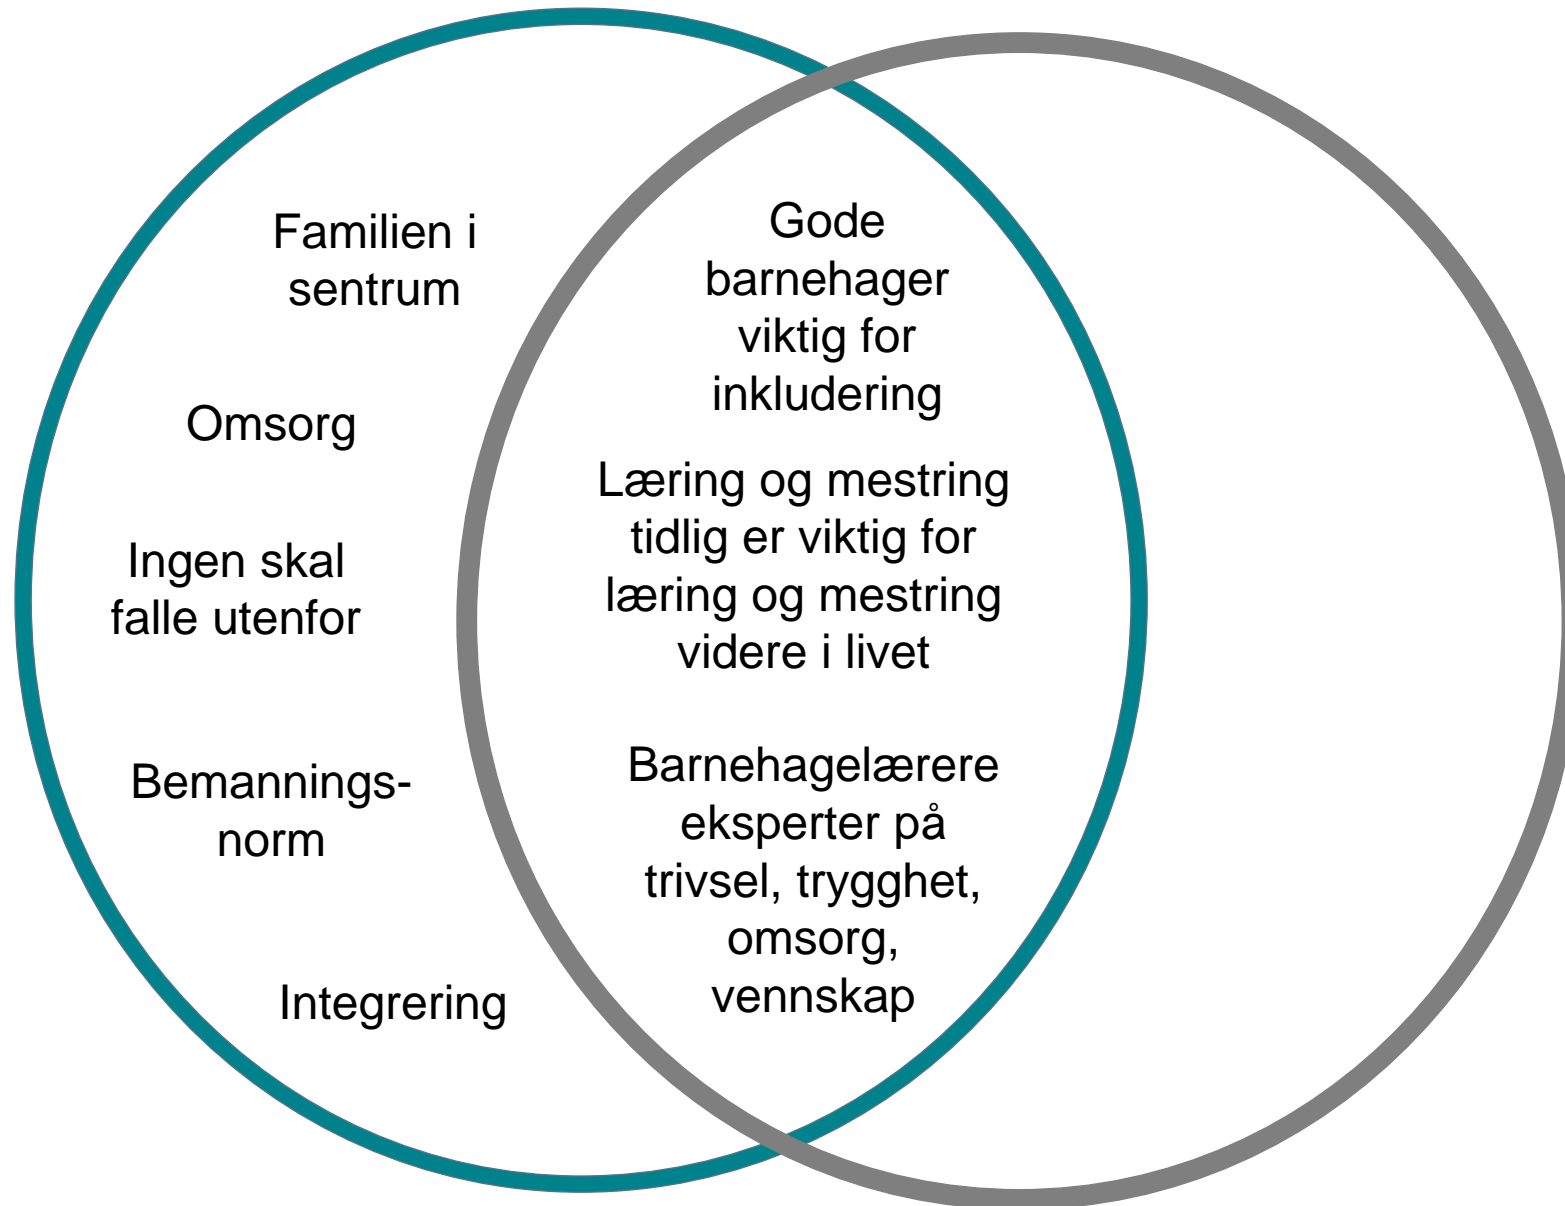 Familien i
sentrum
Omsorg
Ingen skal
falle utenfor
Bemannings-
norm
Integrering
Gode
barnehager
viktig for
inkludering
Læring og mestring
tidlig er viktig for
læring og mestring
videre i livet
Barnehagelærere
eksperter på
trivsel, trygghet,
omsorg,
vennskap